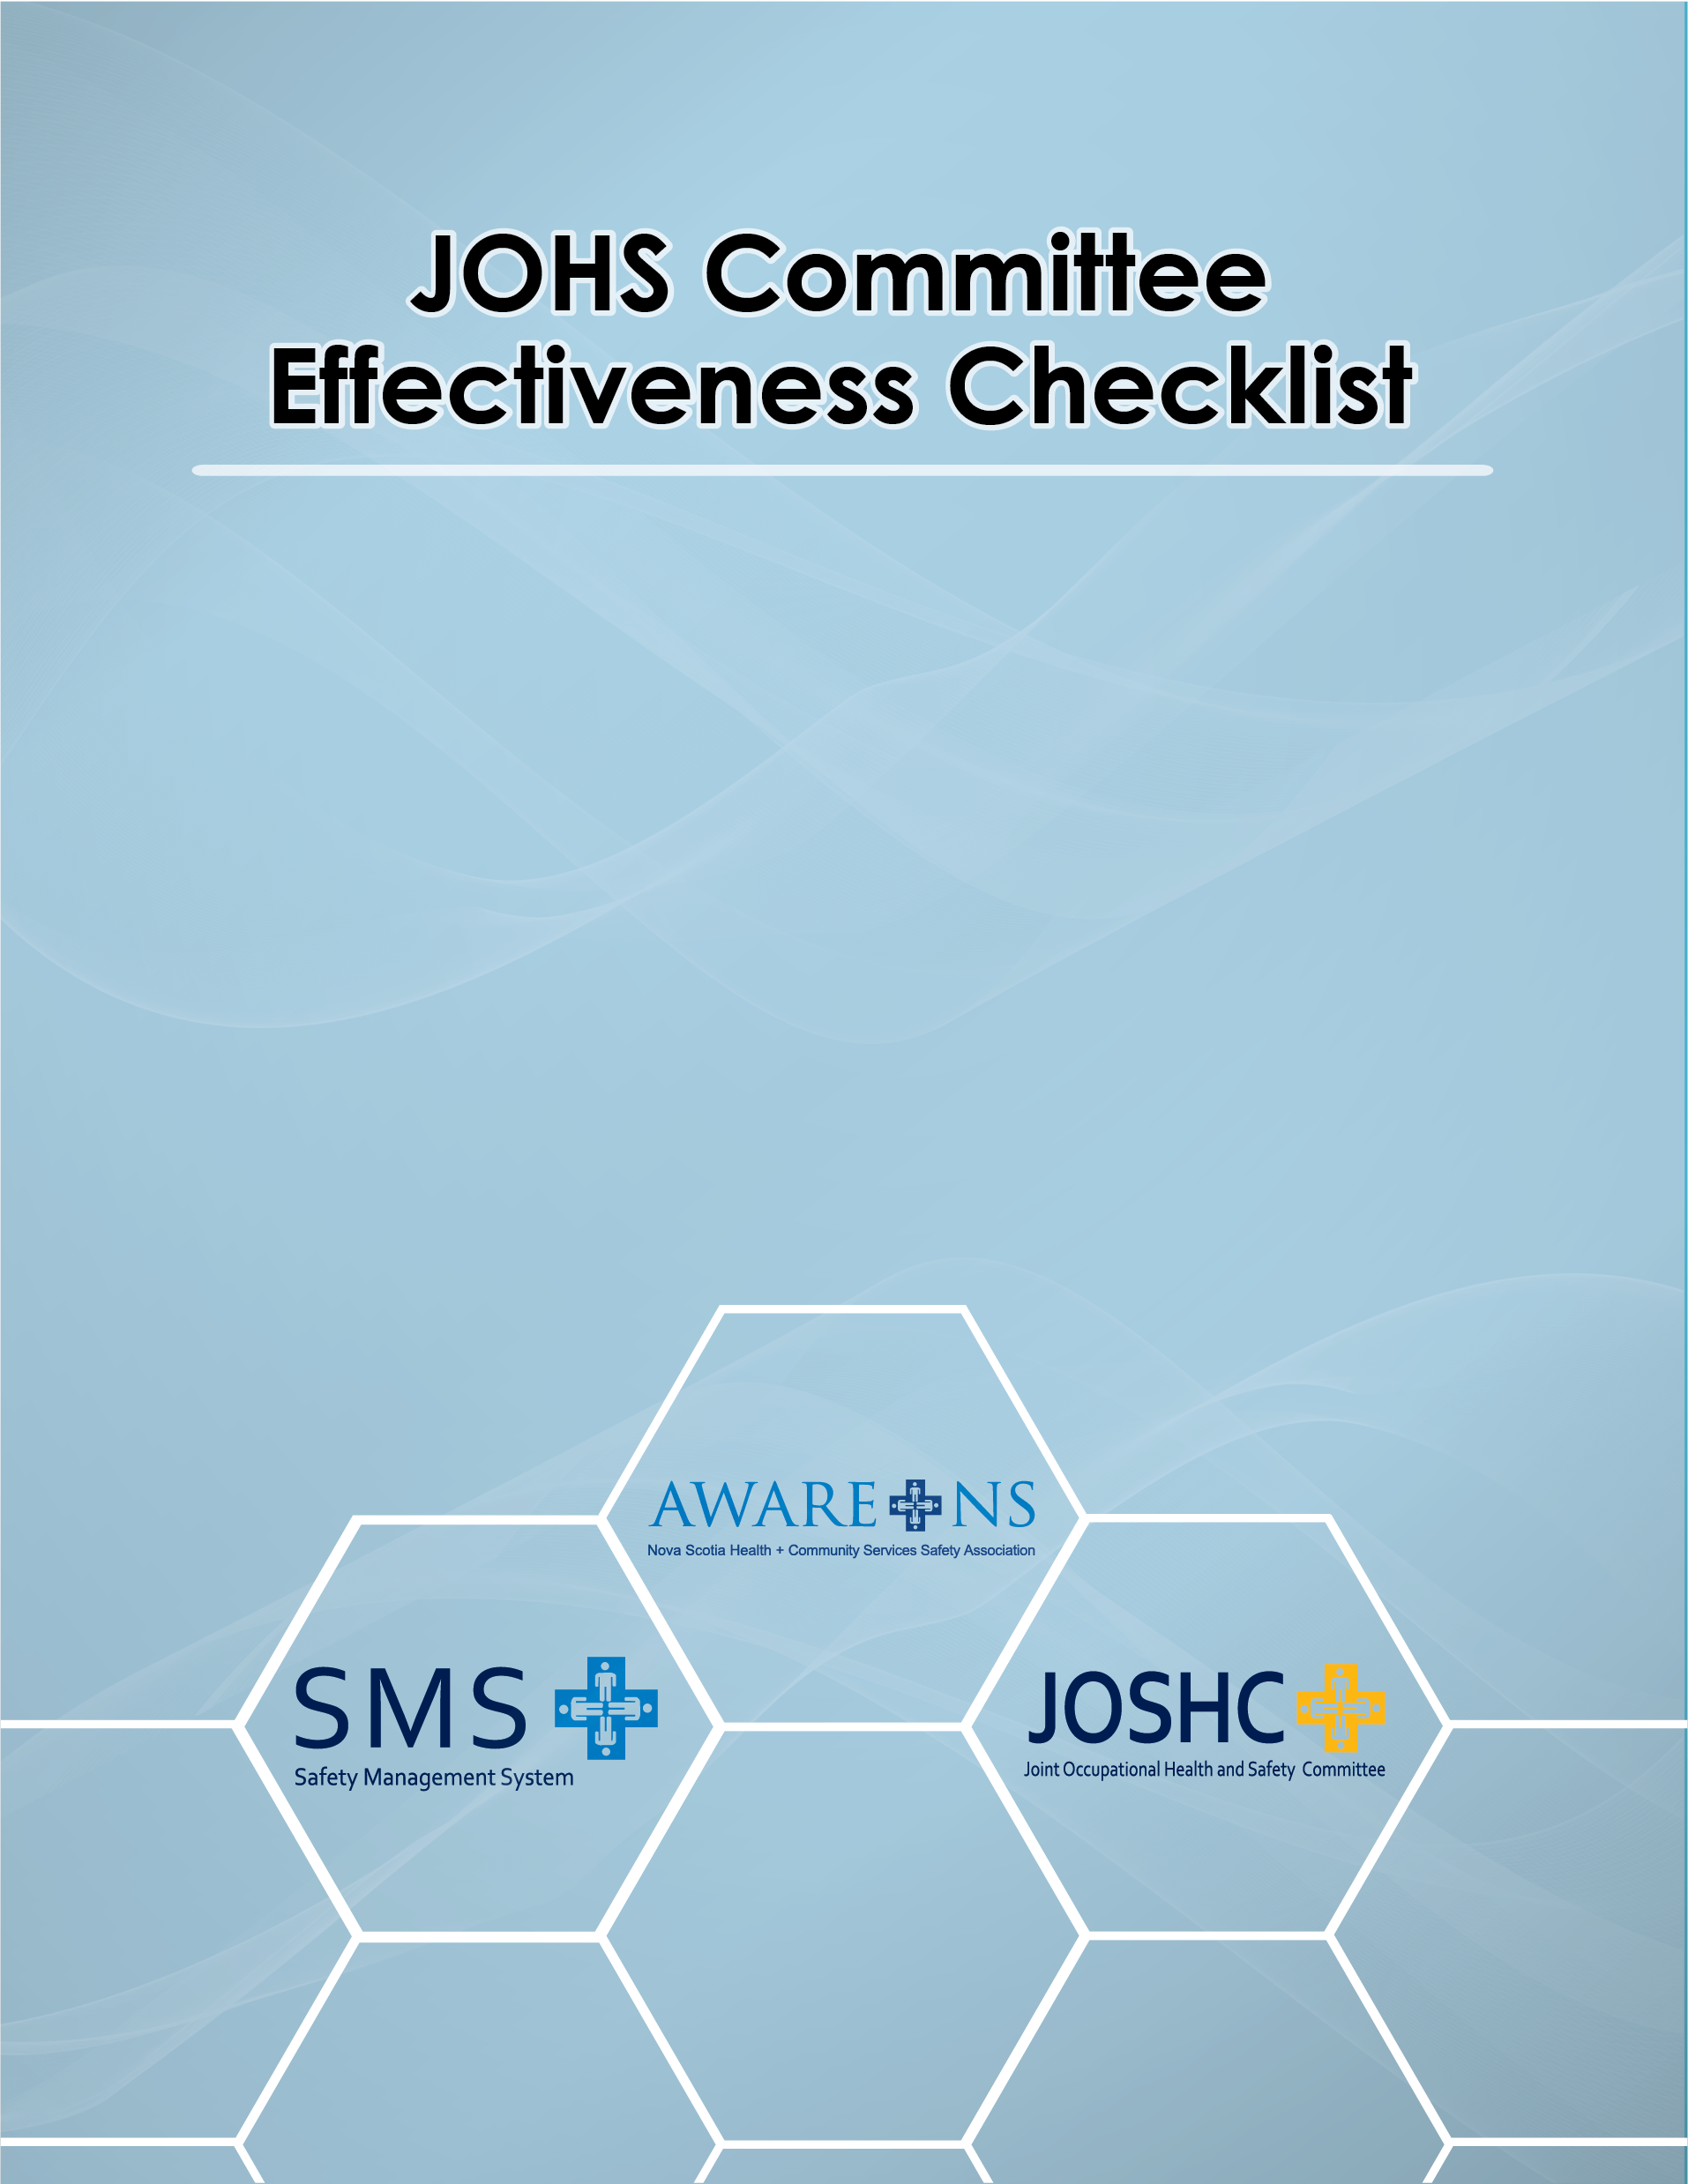 JOHS Committee
Effectiveness Checklist
AWARE NS
Nova Scotia Health + Community Services Safety Association
SMS
Safety Management System
JOSHC
Joint Occupational Health and Safety Committee